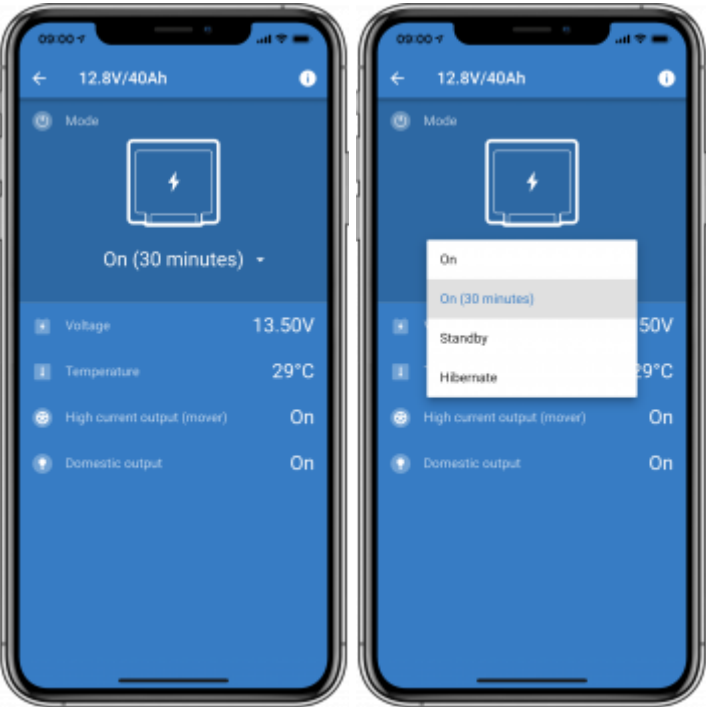 09:00
12.8V/40Ah
Mode
On (30 minutes)
Voltage 13.50V
Temperature 29°C
High current output (mover) On
Domestic output On
09:00
12.8V/40Ah
Mode
On
On (30 minutes)
Standby
Hibernate
50V
29°C
High current output (mover) On
Domestic output On